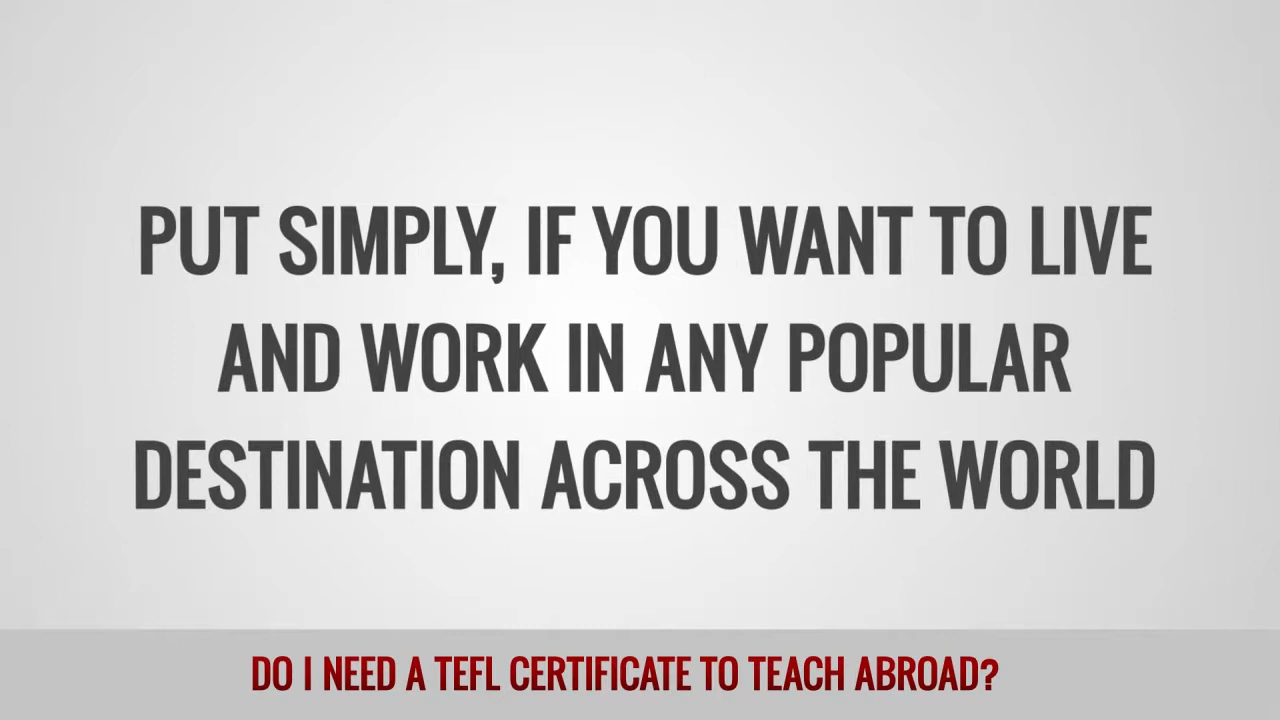 PUT SIMPLY, IF YOU WANT TO LIVE
AND WORK IN ANY POPULAR
DESTINATION ACROSS THE WORLD
DO I NEED A TEFL CERTIFICATE TO TEACH ABROAD?